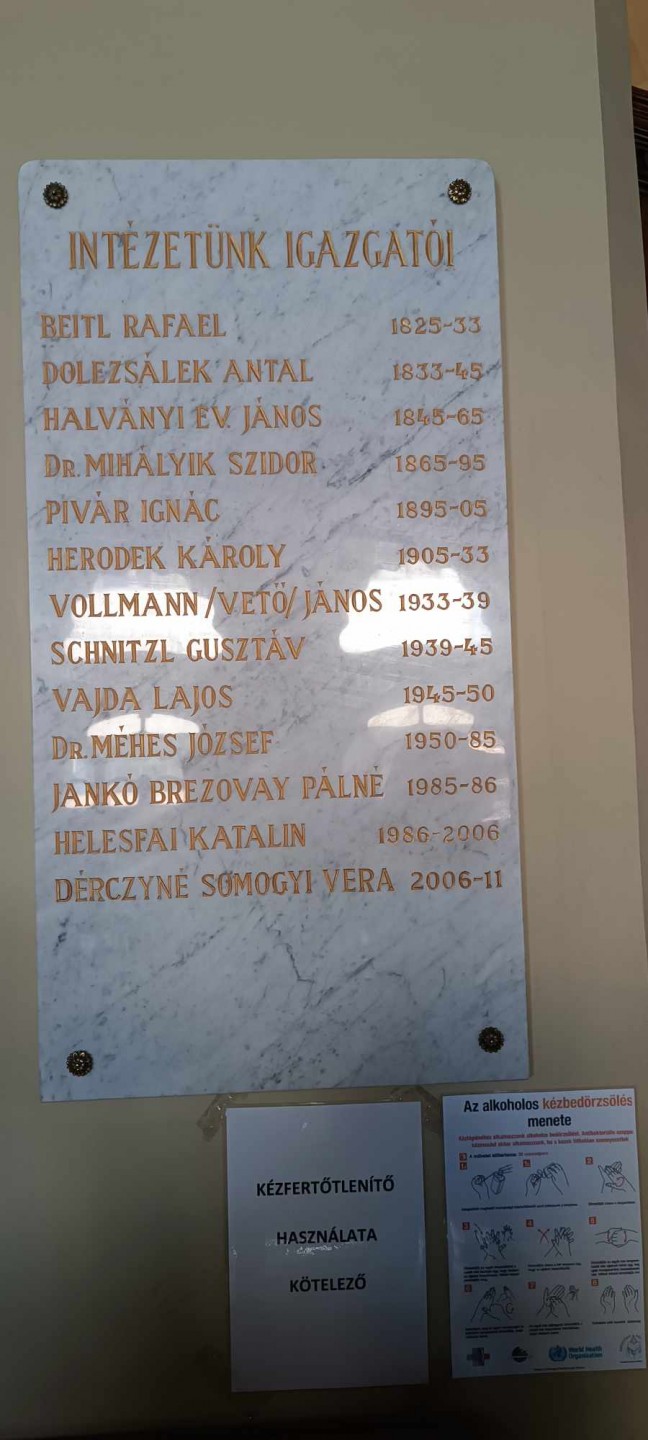 INTÉZETÜNK IGAZGATÓI
BEITL RAFAEL 1825-33
DOLEZSÁLEK ANTAL 1833-45
HALVÁNYI EV. JÁNOS 1845-65
DR. MIHÁLYIK SZIDOR 1865-95
PIVÁR IGNÁC 1895-05
HERODEK KÁROLY 1905-33
VOLLMANN /VETŐ/ JÁNOS 1933-39
SCHNITZL GUSZTÁV 1939-45
VAJDA LAJOS 1945-50
DR. MÉHES JÓZSEF 1950-85
JANKÓ BREZOVAY PÁLNÉ 1985-86
HELESFAI KATALIN 1986-2006
DÉRCZYNÉ SOMOGYI VERA 2006-11
KÉZFERTŐTLENÍTŐ
HASZNÁLATA
KÖTELEZŐ
Az alkoholos kézbedörzsölés
menete
World Health
Organization